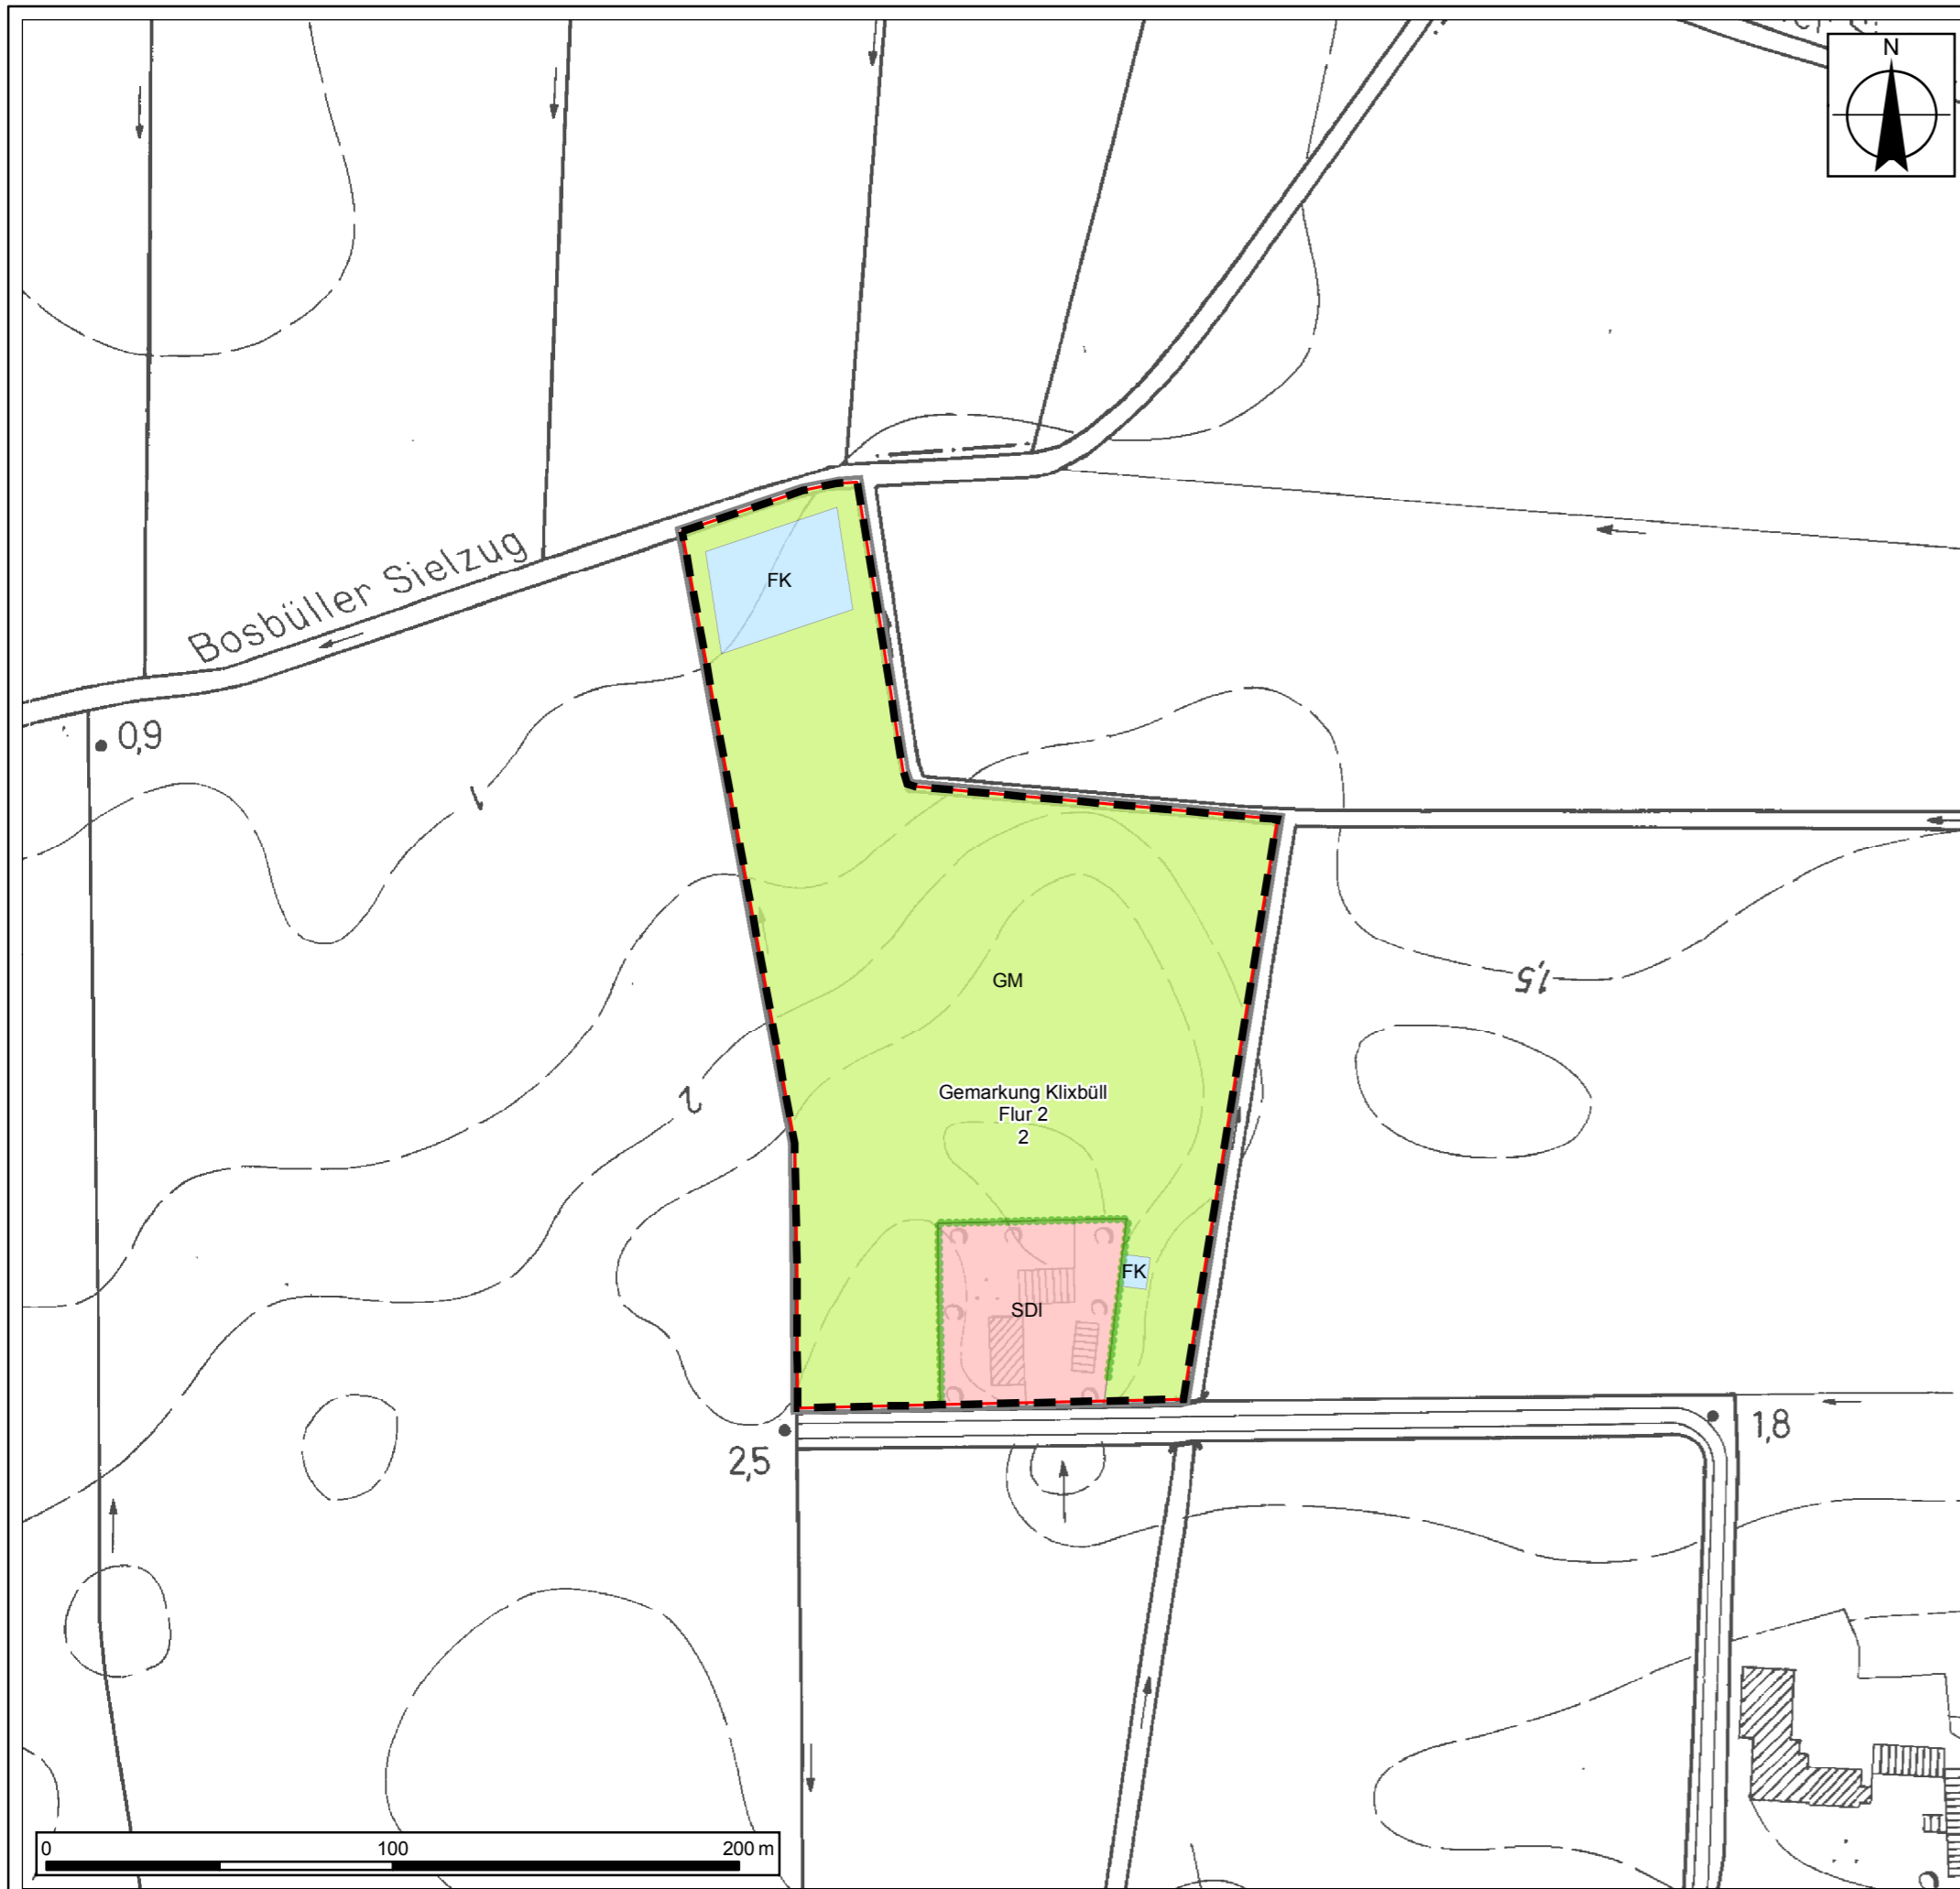 N
Bosbüller Sielzug
FK
0,9
1
1,5
GM
2
Gemarkung Klixbüll
Flur 2
2
FK
SDI
2,5
1,8
0 100 200 m